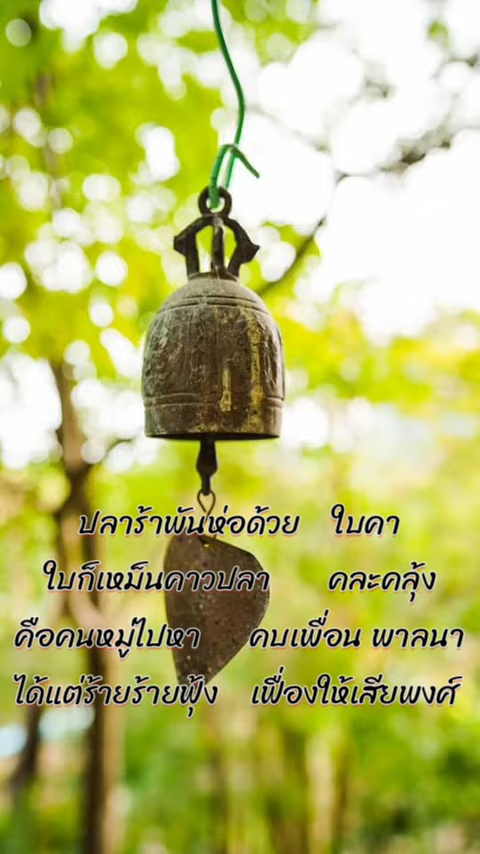 ปลาร้าพันห่อด้วย ใบคา
ใบก็เหม็นคาวปลา คละคลุ้ง
คือคนหมู่ไปหา คบเพื่อน พาลนา
ได้แต่ร้ายร้ายฟุ้ง เฟื่องให้เสียพงศ์